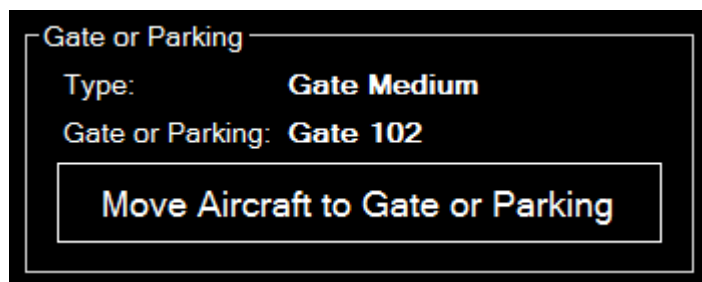 Gate or Parking
Type: Gate Medium
Gate or Parking: Gate 102
Move Aircraft to Gate or Parking